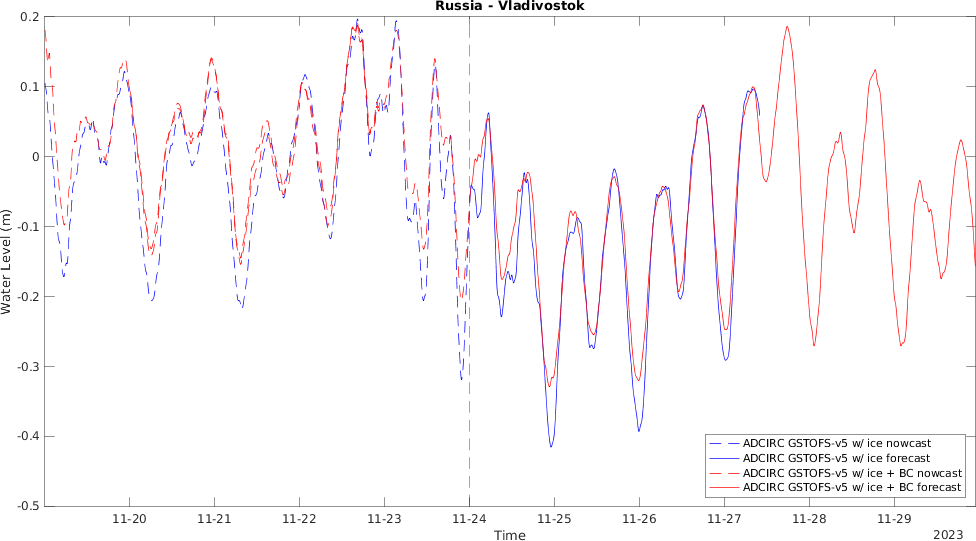 Russia - Vladivostok
0.2
0.1
0
-0.1
-0.2
-0.3
-0.4
-0.5
Water Level (m)
ADCIRC GSTOFS-v5 w/ ice nowcast
ADCIRC GSTOFS-v5 w/ ice forecast
ADCIRC GSTOFS-v5 w/ ice + BC nowcast
ADCIRC GSTOFS-v5 w/ ice + BC forecast
11-20 11-21 11-22 11-23 11-24 11-25 11-26 11-27 11-28 11-29
Time
2023